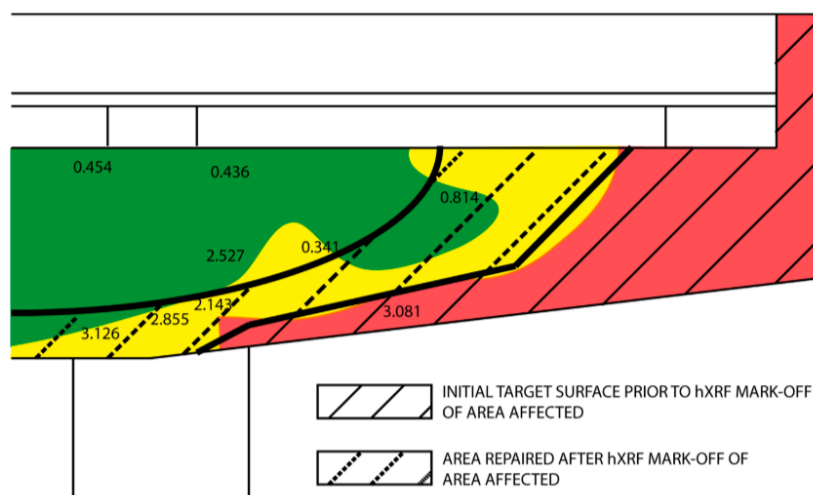 0.454
0.436
0.814
0.341
2.527
2.143
2.855
3.126
3.081
INITIAL TARGET SURFACE PRIOR TO hXRF MARK-OFF
OF AREA AFFECTED
AREA REPAIRED AFTER hXRF MARK-OFF OF
AREA AFFECTED